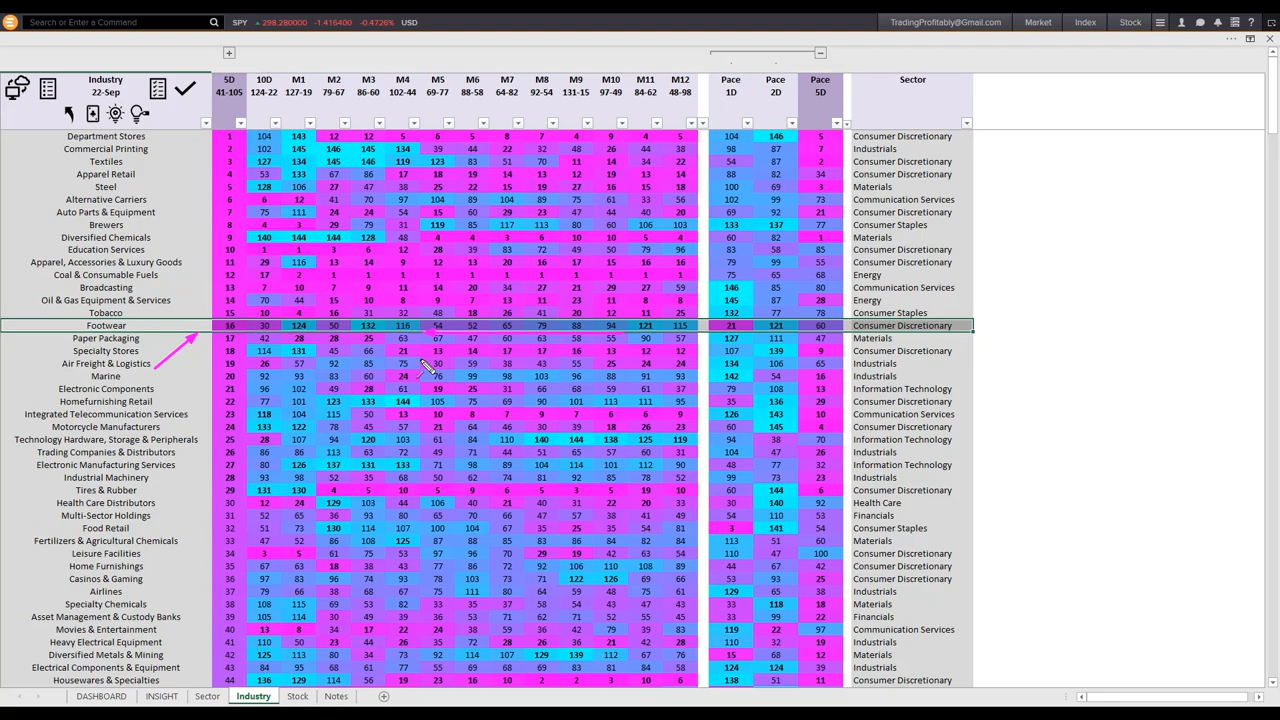 Search or Enter a Command SPY 298.280000 -1.416400 -0.4726% USD TradingProfitably@Gmail.com Market Index Stock
Industry 5D 10D M1 M2 M3 M4 M5 M6 M7 M8 M9 M10 M11 M12 Pace Pace Pace Sector
22-Sep 41-105 124-22 127-19 79-67 86-60 102-44 69-77 88-58 82-64 92-54 131-15 97-49 84-62 48-98 1D 2D 5D
Department Stores 1 104 143 12 12 5 6 5 8 7 4 9 4 5 104 146 5 Consumer Discretionary
Commercial Printing 2 102 145 146 145 134 39 44 22 32 26 44 48 38 98 87 7 Industrials
Textiles 3 127 134 145 146 119 123 83 51 70 11 14 34 22 54 87 2 Consumer Discretionary
Apparel Retail 4 53 133 67 86 17 18 19 14 13 12 19 13 14 88 82 34 Consumer Discretionary
Steel 5 128 106 27 47 38 25 22 15 19 27 16 15 18 100 69 3 Materials
Alternative Carriers 6 6 12 41 70 97 104 89 104 89 75 61 33 56 102 99 73 Communication Services
Auto Parts & Equipment 7 75 111 24 24 54 15 60 29 23 47 44 40 20 69 92 21 Consumer Discretionary
Brewers 8 4 3 29 79 31 119 85 117 113 80 60 106 103 133 137 77 Consumer Staples
Diversified Chemicals 9 140 144 144 128 48 4 3 6 10 10 5 4 60 82 1 Materials
Education Services 10 1 1 3 6 12 28 39 83 72 49 50 79 96 83 58 85 Consumer Discretionary
Apparel, Accessories & Luxury Goods 11 29 116 13 14 9 12 13 20 16 15 16 16 79 99 55 Consumer Discretionary
Coal & Consumable Fuels 12 17 2 1 1 1 1 1 1 1 1 1 1 1 75 65 68 Energy
Broadcasting 13 7 10 7 9 11 14 20 34 27 21 29 27 59 146 85 80 Communication Services
Oil & Gas Equipment & Services 14 70 44 15 10 8 9 7 13 11 23 11 8 8 145 87 28 Energy
Tobacco 15 10 4 16 31 32 48 18 26 41 20 12 11 25 132 77 78 Consumer Staples
Footwear 16 30 124 50 132 116 54 52 65 79 88 94 121 115 21 121 60 Consumer Discretionary
Paper Packaging 17 42 28 28 25 63 67 47 60 63 58 55 90 57 127 111 47 Materials
Specialty Stores 18 114 131 45 66 21 13 14 17 17 16 13 12 12 107 139 9 Consumer Discretionary
Air Freight & Logistics 19 26 57 92 85 75 30 59 38 43 55 25 24 24 134 106 65 Industrials
Marine 20 92 93 83 60 24 76 99 98 103 96 88 91 93 142 54 16 Industrials
Electronic Components 21 96 102 49 28 61 19 25 31 66 68 59 61 61 78 108 13 Information Technology
Homefurnishing Retail 22 77 101 123 133 144 105 75 69 90 101 113 111 95 35 136 29 Consumer Discretionary
Integrated Telecommunication Services 23 118 104 115 50 13 10 8 7 9 7 6 6 9 126 143 10 Communication Services
Motorcycle Manufacturers 24 133 122 78 45 57 21 64 46 30 39 18 26 23 60 145 4 Consumer Discretionary
Technology Hardware, Storage & Peripherals 25 28 107 94 120 103 61 84 110 140 144 138 125 119 94 38 70 Information Technology
Trading Companies & Distributors 26 86 86 113 63 72 49 71 45 51 65 57 60 31 104 47 26 Industrials
Electronic Manufacturing Services 27 80 126 137 131 133 71 98 89 104 114 101 112 90 48 77 32 Information Technology
Industrial Machinery 28 93 98 52 35 68 50 62 74 81 92 85 78 52 99 73 23 Industrials
Tires & Rubber 29 131 130 4 5 10 5 9 6 5 3 5 19 10 60 144 6 Consumer Discretionary
Health Care Distributors 30 12 24 129 103 44 106 40 21 40 31 22 20 33 30 140 92 Health Care
Multi-Sector Holdings 31 52 65 36 93 80 65 70 66 47 57 38 41 49 54 110 53 Financials
Food Retail 32 51 73 130 114 107 100 104 67 35 25 35 54 81 3 141 54 Consumer Staples
Fertilizers & Agricultural Chemicals 33 47 52 86 108 125 87 88 85 83 86 84 82 84 113 51 60 Materials
Leisure Facilities 34 3 5 61 75 53 97 96 70 29 19 42 63 54 110 47 100 Consumer Discretionary
Home Furnishings 35 67 63 18 38 43 77 86 72 92 106 110 108 89 44 67 42 Consumer Discretionary
Casinos & Gaming 36 97 83 96 74 93 78 103 73 71 122 126 69 66 53 93 25 Consumer Discretionary
Airlines 37 79 66 38 67 65 75 111 80 64 59 48 75 61 129 65 38 Industrials
Specialty Chemicals 38 108 115 69 53 82 33 35 37 58 54 43 47 43 33 118 18 Materials
Asset Management & Custody Banks 39 105 114 30 49 39 36 53 51 57 46 51 37 41 33 99 22 Financials
Movies & Entertainment 40 13 8 34 17 22 24 38 59 36 42 79 39 83 119 22 97 Communication Services
Heavy Electrical Equipment 41 110 50 23 44 26 35 72 28 26 36 21 42 28 32 50 19 Industrials
Diversified Metals & Mining 42 125 113 80 113 88 73 92 114 107 129 139 92 113 15 68 12 Materials
Electrical Components & Equipment 43 84 95 68 61 77 55 82 77 82 93 81 84 58 124 124 39 Industrials
Housewares & Specialties 44 136 129 114 56 19 23 16 10 2 2 3 10 6 138 51 11 Consumer Discretionary
DASHBOARD INSIGHT Sector Industry Stock Notes